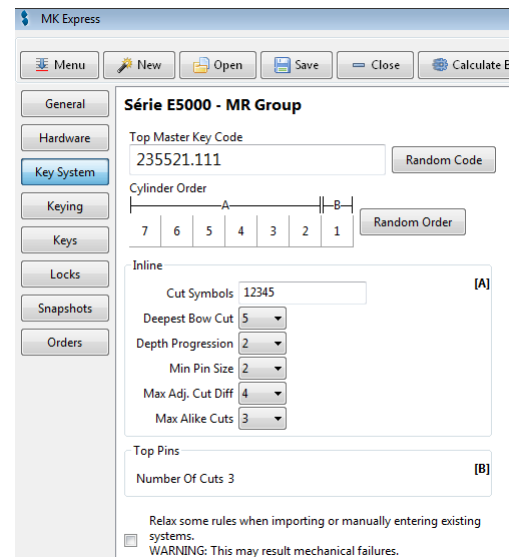 MK Express
Menu New Open Save Close Calculate E
General
Hardware
Key System
Keying
Keys
Locks
Snapshots
Orders
Série E5000 - MR Group
Top Master Key Code
235521.111 Random Code
Cylinder Order
A B
7 6 5 4 3 2 1 Random Order
Inline
[A]
Cut Symbols 12345
Deepest Bow Cut 5
Depth Progression 2
Min Pin Size 2
Max Adj. Cut Diff 4
Max Alike Cuts 3
Top Pins
[B]
Number Of Cuts 3
Relax some rules when importing or manually entering existing
systems.
WARNING: This may result mechanical failures.